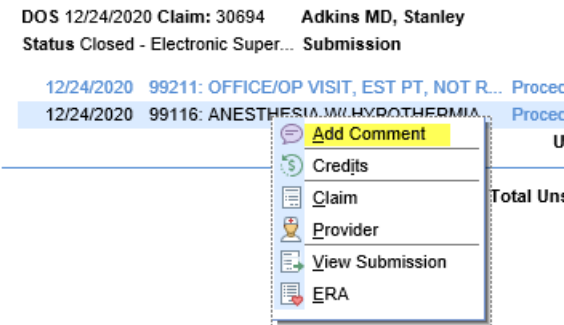 DOS 12/24/2020 Claim: 30694 Adkins MD, Stanley
Status Closed - Electronic Super... Submission
12/24/2020 99211: OFFICE/OP VISIT, EST PT, NOT R... Proced
12/24/2020 99116: ANESTHESIA W/ HYPOTHERMIA Proced
Add Comment
U
Credits
Claim
Total Uns
Provider
View Submission
ERA